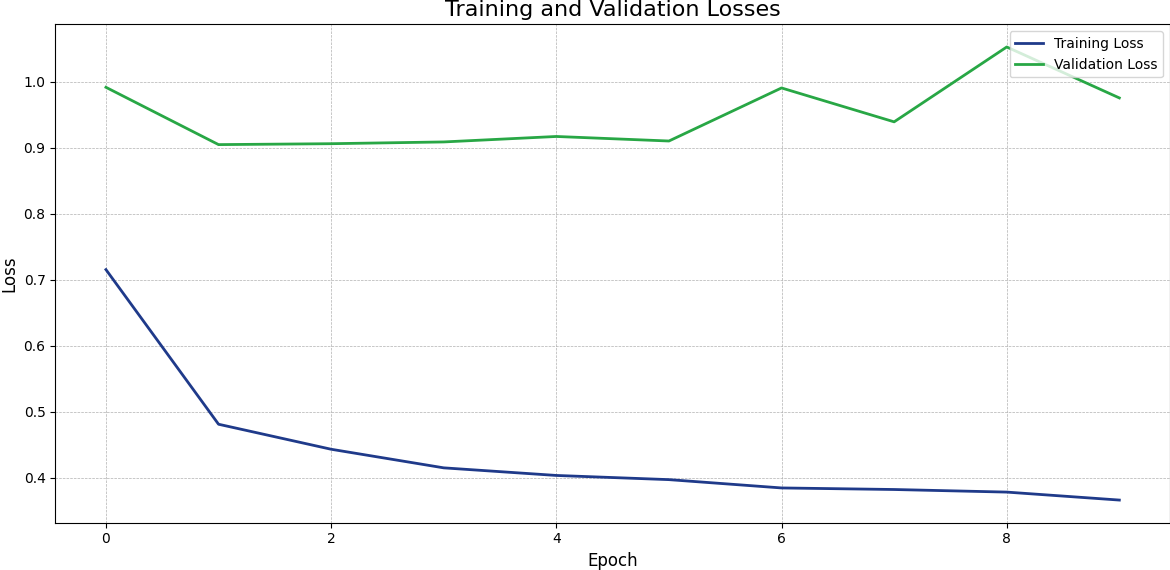 Training and Validation Losses
Training Loss
Validation Loss
Loss
1.0
0.9
0.8
0.7
0.6
0.5
0.4
0 2 4 6 8
Epoch